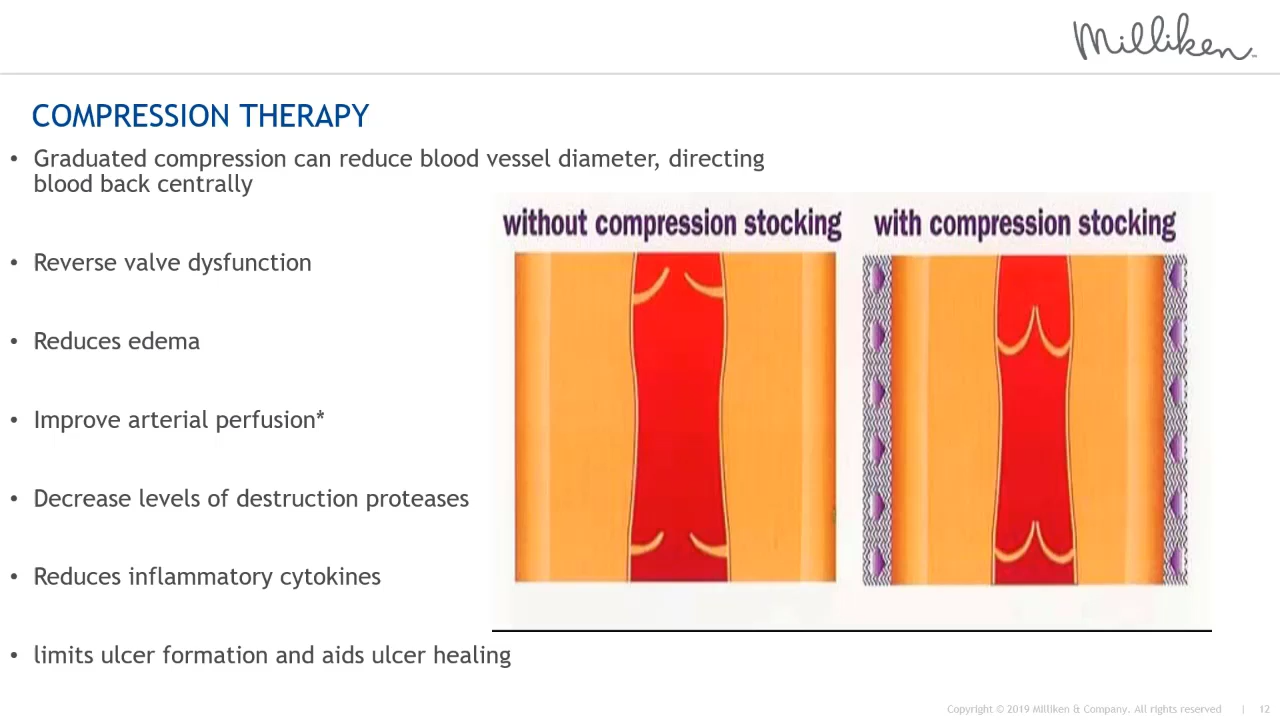 Milliken
COMPRESSION THERAPY
• Graduated compression can reduce blood vessel diameter, directing
blood back centrally
• Reverse valve dysfunction
• Reduces edema
• Improve arterial perfusion*
• Decrease levels of destruction proteases
• Reduces inflammatory cytokines
• limits ulcer formation and aids ulcer healing
without compression stocking
with compression stocking
Copyright © 2019 Milliken & Company. All rights reserved | 12